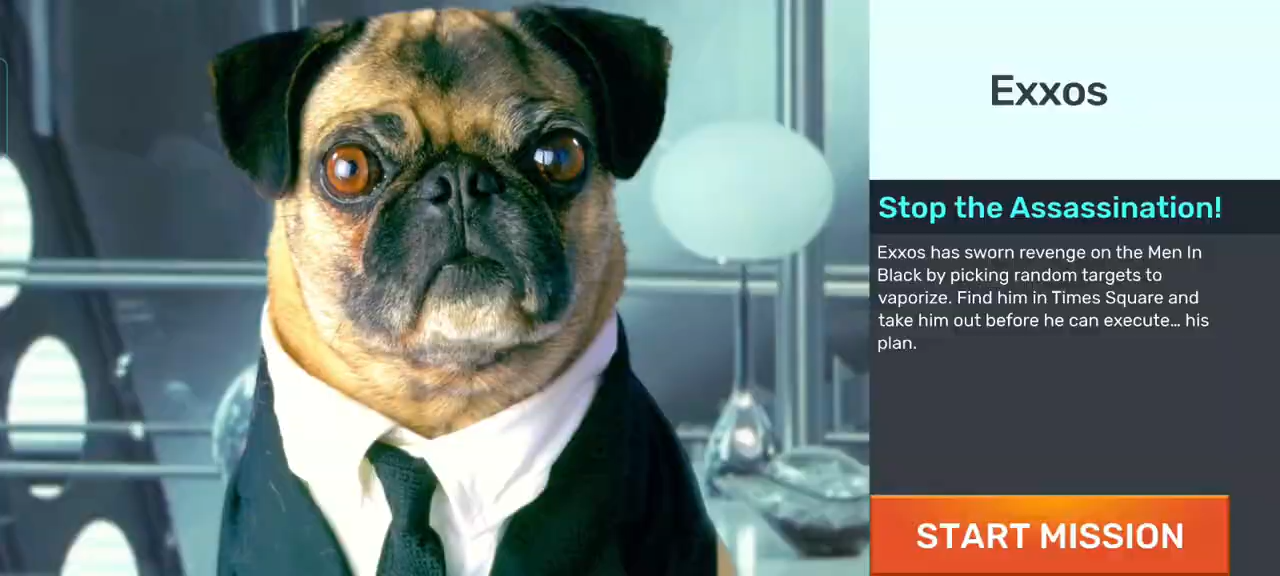 Exxos
Stop the Assassination!
Exxos has sworn revenge on the Men In
Black by picking random targets to
vaporize. Find him in Times Square and
take him out before he can execute… his
plan.
START MISSION